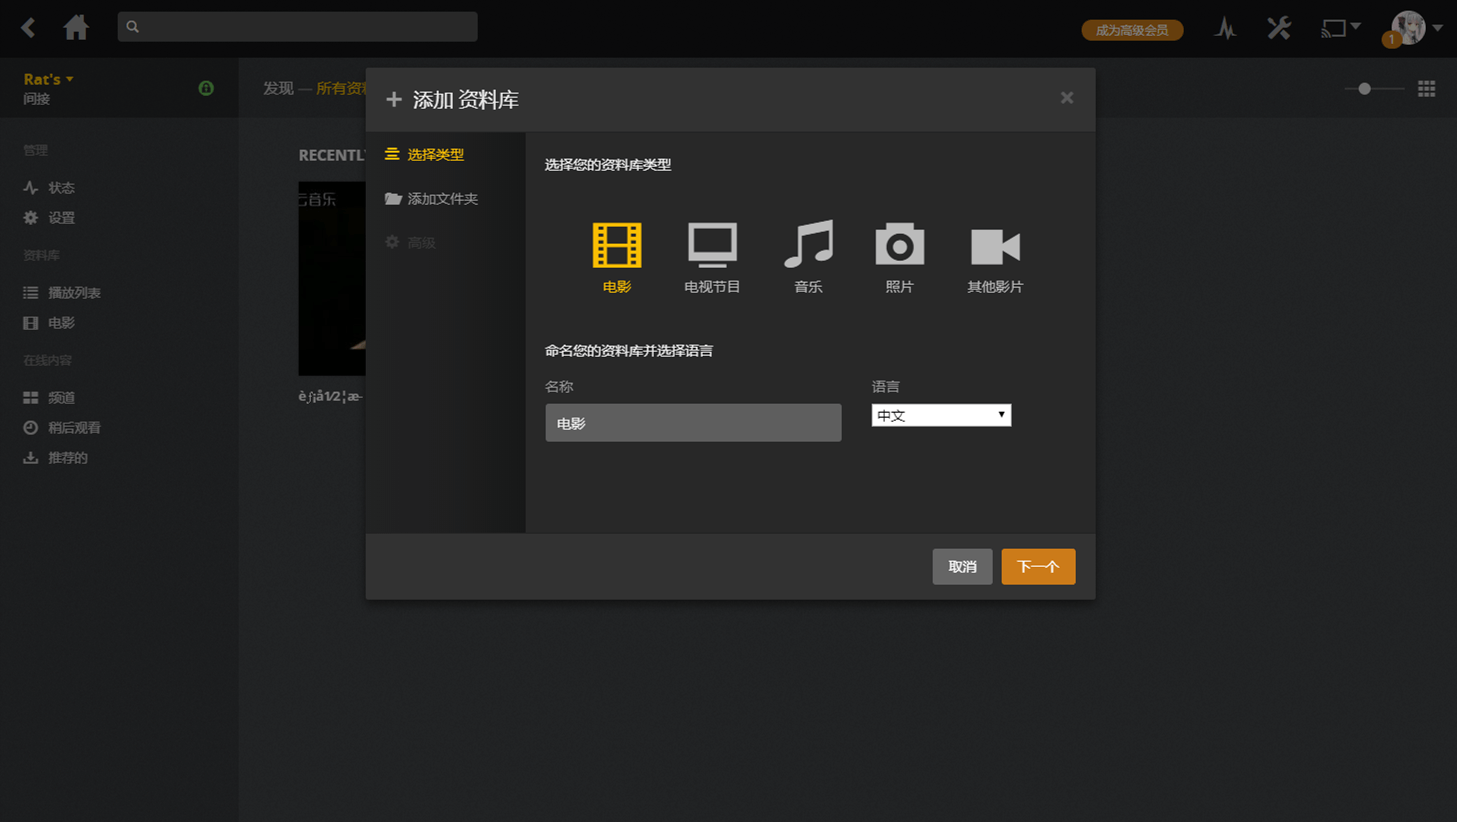 成为高级会员
1
Rat's
间接
发现 — 所有资料
添加 资料库
管理
状态
设置
资料库
播放列表
电影
在线内容
频道
稍后观看
推荐的
RECENTLY
云音乐
èƒ¡å½¦æ
选择类型
添加文件夹
高级
选择您的资料库类型
电影
电视节目
音乐
照片
其他影片
命名您的资料库并选择语言
名称
语言
电影
中文
取消
下一个